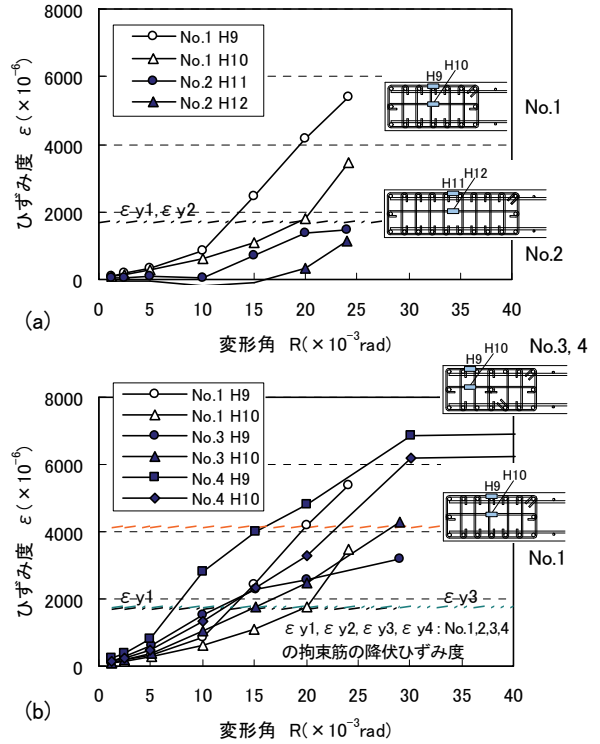 (a)
ひずみ度 ε(×10⁻⁶)
8000
6000
4000
2000
0
No.1 H9
No.1 H10
No.2 H11
No.2 H12
εy1, εy2
H10
H9
No.1
H12
H11
No.2
0 5 10 15 20 25 30 35 40
変形角 R(×10⁻³rad)
(b)
ひずみ度 ε(×10⁻⁶)
8000
6000
4000
2000
0
No.1 H9
No.1 H10
No.3 H9
No.3 H10
No.4 H9
No.4 H10
No.3, 4
H10
H9
H10
H9
No.1
εy1
εy3
εy1, εy2, εy3, εy4 : No.1,2,3,4
の拘束筋の降伏ひずみ度
0 5 10 15 20 25 30 35 40
変形角 R(×10⁻³rad)